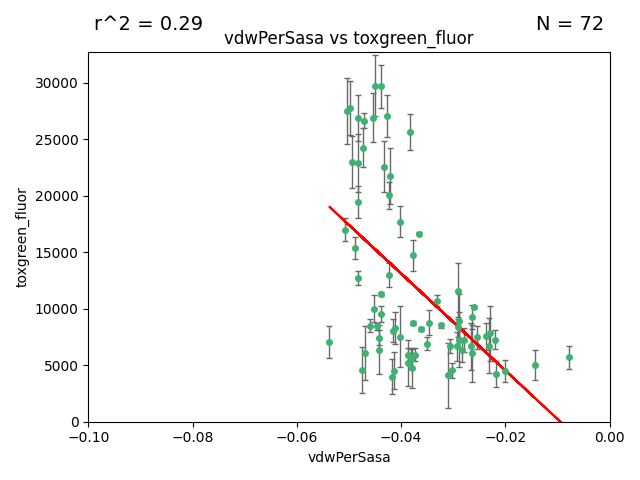 r^2 = 0.29
N = 72
vdwPerSasa vs toxgreen_fluor
toxgreen_fluor
30000
25000
20000
15000
10000
5000
0
−0.10
−0.08
−0.06
−0.04
−0.02
0.00
vdwPerSasa